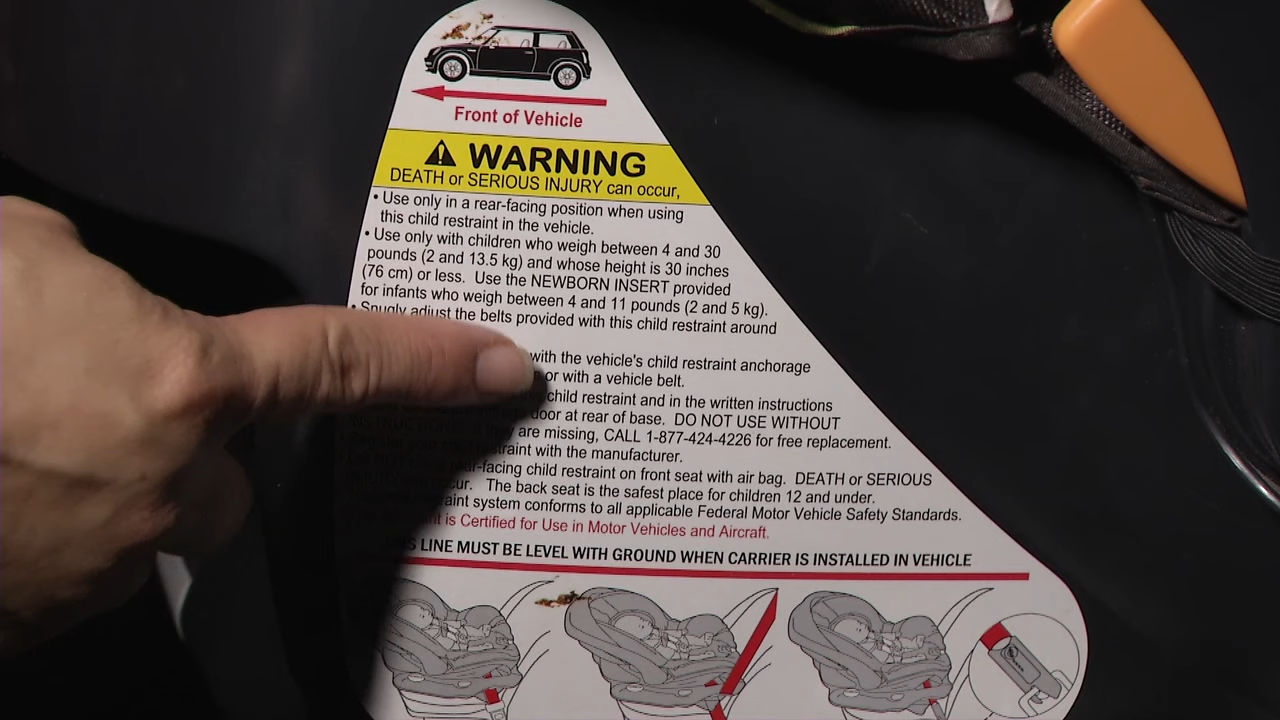 Front of Vehicle
WARNING
DEATH or SERIOUS INJURY can occur,
• Use only in a rear-facing position when using
this child restraint in the vehicle.
• Use only with children who weigh between 4 and 30
pounds (2 and 13.5 kg) and whose height is 30 inches
(76 cm) or less. Use the NEWBORN INSERT provided
for infants who weigh between 4 and 11 pounds (2 and 5 kg).
• Snugly adjust the belts provided with this child restraint around
with the vehicle's child restraint anchorage
or with a vehicle belt.
child restraint and in the written instructions
door at rear of base. DO NOT USE WITHOUT
are missing, CALL 1-877-424-4226 for free replacement.
with the manufacturer.
rear-facing child restraint on front seat with air bag. DEATH or SERIOUS
The back seat is the safest place for children 12 and under.
system conforms to all applicable Federal Motor Vehicle Safety Standards.
is Certified for Use in Motor Vehicles and Aircraft.
LINE MUST BE LEVEL WITH GROUND WHEN CARRIER IS INSTALLED IN VEHICLE